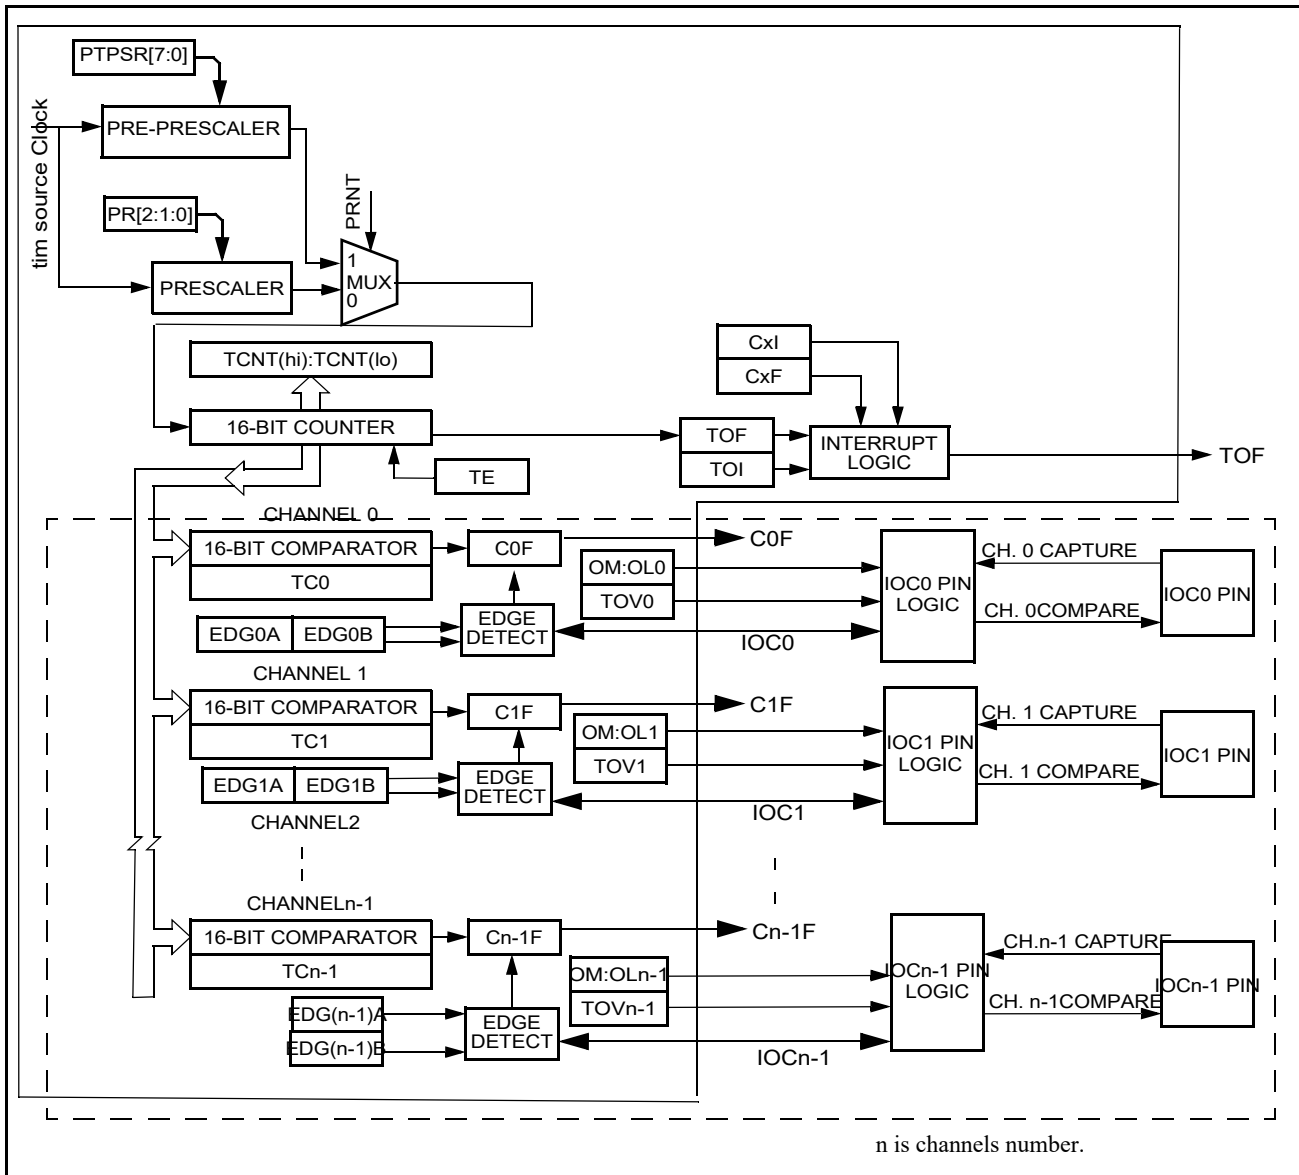 PTPSR[7:0]
tim source Clock
PRE-PRESCALER
PR[2:1:0]
PRNT
PRESCALER
1
MUX
0
TCNT(hi):TCNT(lo)
CxI
CxF
16-BIT COUNTER
TOF
TOI
INTERRUPT
LOGIC
TOF
TE
CHANNEL 0
16-BIT COMPARATOR
TC0
C0F
C0F
OM:OL0
TOV0
IOC0 PIN
LOGIC
CH. 0 CAPTURE
CH. 0COMPARE
IOC0 PIN
EDG0A
EDG0B
EDGE
DETECT
IOC0
CHANNEL 1
16-BIT COMPARATOR
TC1
C1F
C1F
OM:OL1
TOV1
IOC1 PIN
LOGIC
CH. 1 CAPTURE
CH. 1 COMPARE
IOC1 PIN
EDG1A
EDG1B
EDGE
DETECT
IOC1
CHANNEL2
CHANNELn-1
16-BIT COMPARATOR
TCn-1
Cn-1F
Cn-1F
OM:OLn-1
TOVn-1
IOCn-1 PIN
LOGIC
CH.n-1 CAPTURE
CH. n-1COMPARE
IOCn-1 PIN
EDG(n-1)A
EDG(n-1)B
EDGE
DETECT
IOCn-1
n is channels number.